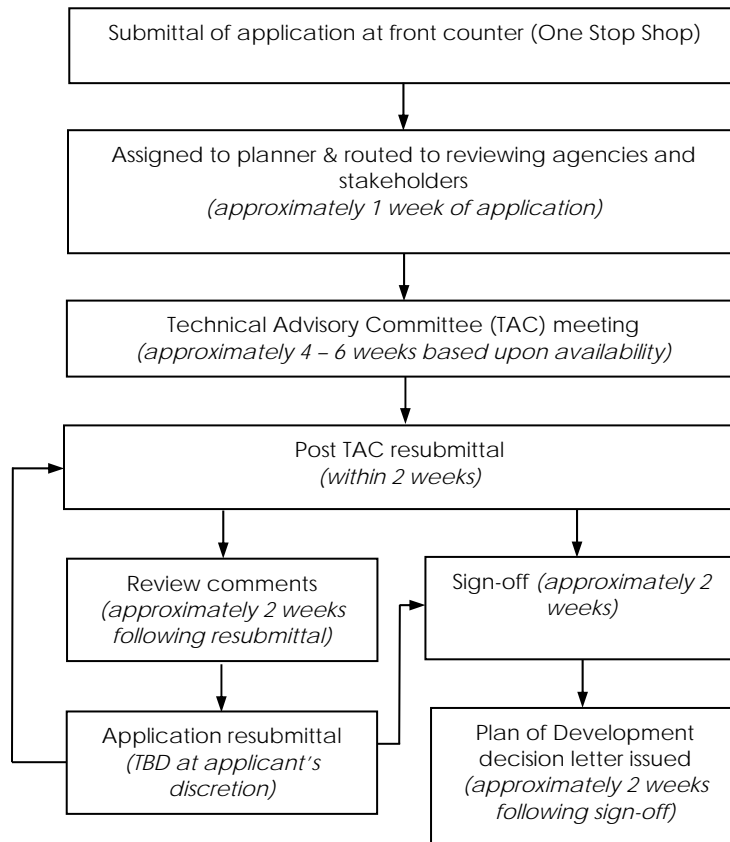 Submittal of application at front counter (One Stop Shop)
Assigned to planner & routed to reviewing agencies and
stakeholders
(approximately 1 week of application)
Technical Advisory Committee (TAC) meeting
(approximately 4 – 6 weeks based upon availability)
Post TAC resubmittal
(within 2 weeks)
Review comments
(approximately 2 weeks
following resubmittal)
Sign-off (approximately 2
weeks)
Application resubmittal
(TBD at applicant's
discretion)
Plan of Development
decision letter issued
(approximately 2 weeks
following sign-off)